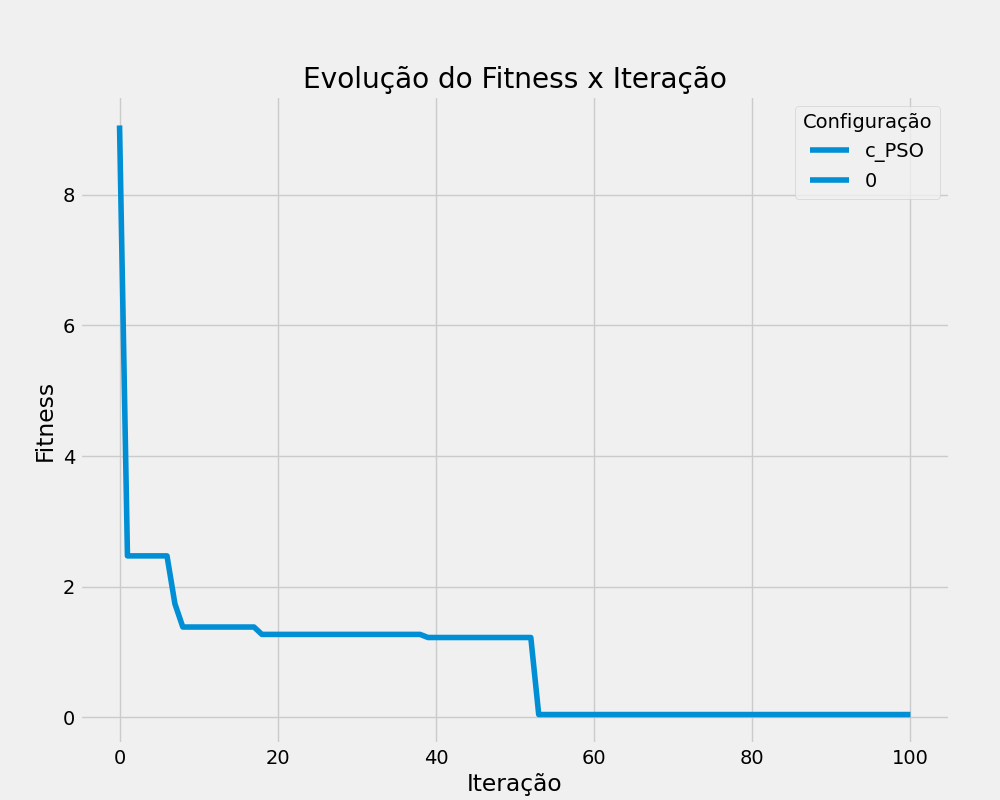 Evolução do Fitness x Iteração
Configuração
c_PSO
0
Fitness
8
6
4
2
0
0 20 40 60 80 100
Iteração